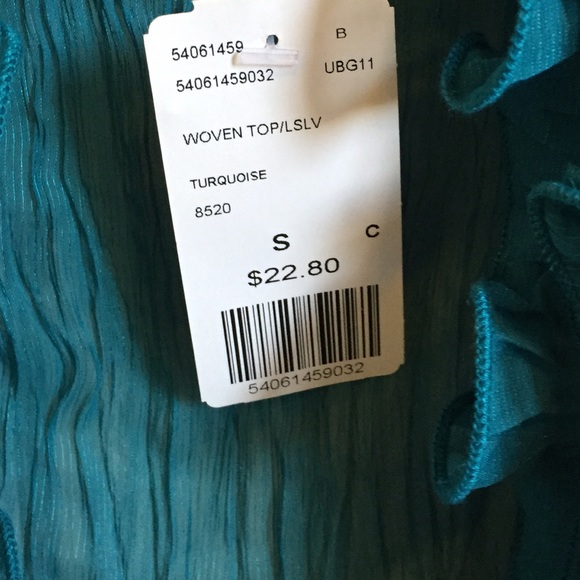 54061459 B
54061459032 UBG11
WOVEN TOP/LSLV
TURQUOISE
8520
S C
$22.80
54061459032